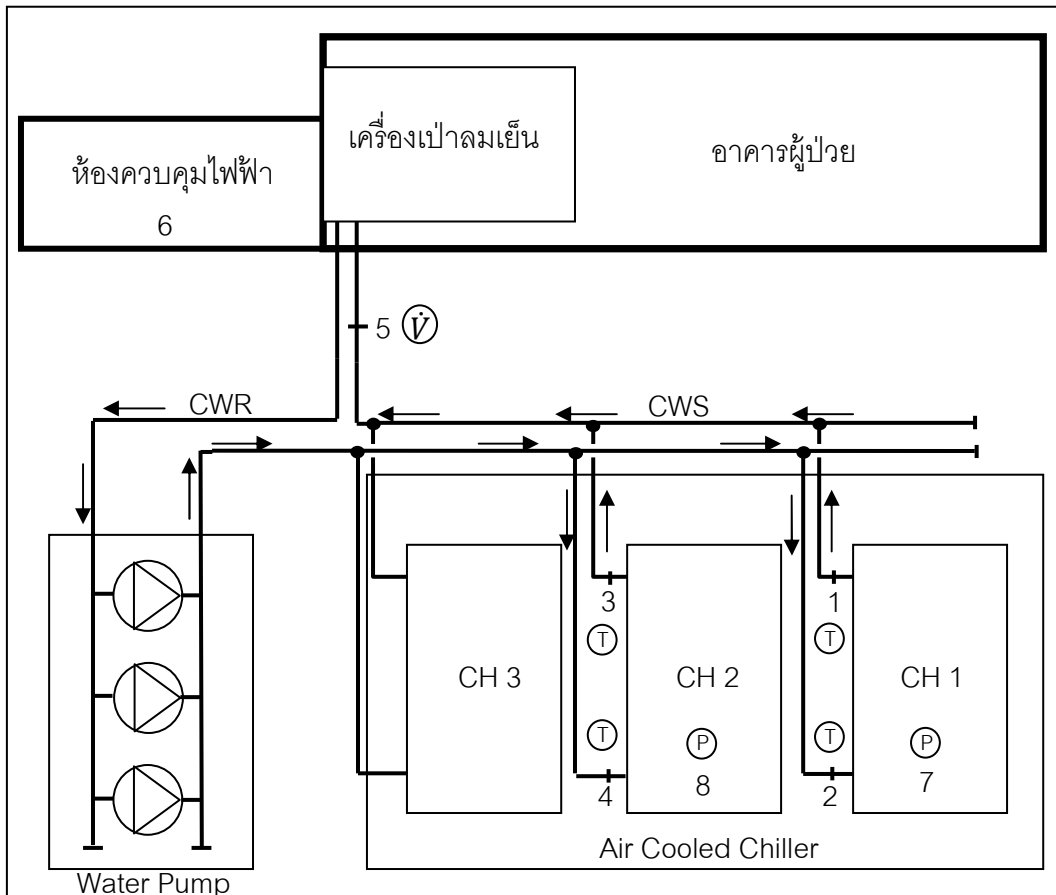 เครื่องเป่าลมเย็น
อาคารผู้ป่วย
ห้องควบคุมไฟฟ้า
6
5 V̇
CWR
CWS
3
1
T
T
CH 3
CH 2
CH 1
T
P
T
P
4
8
2
7
Air Cooled Chiller
Water Pump